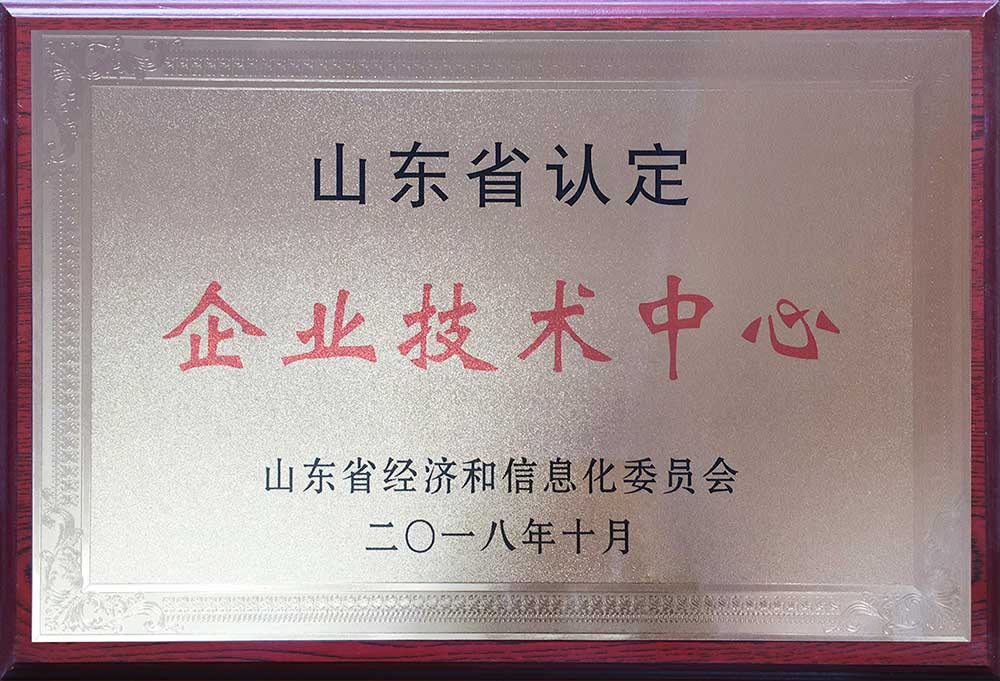 山东省认定
企业技术中心
山东省经济和信息化委员会
二〇一八年十月